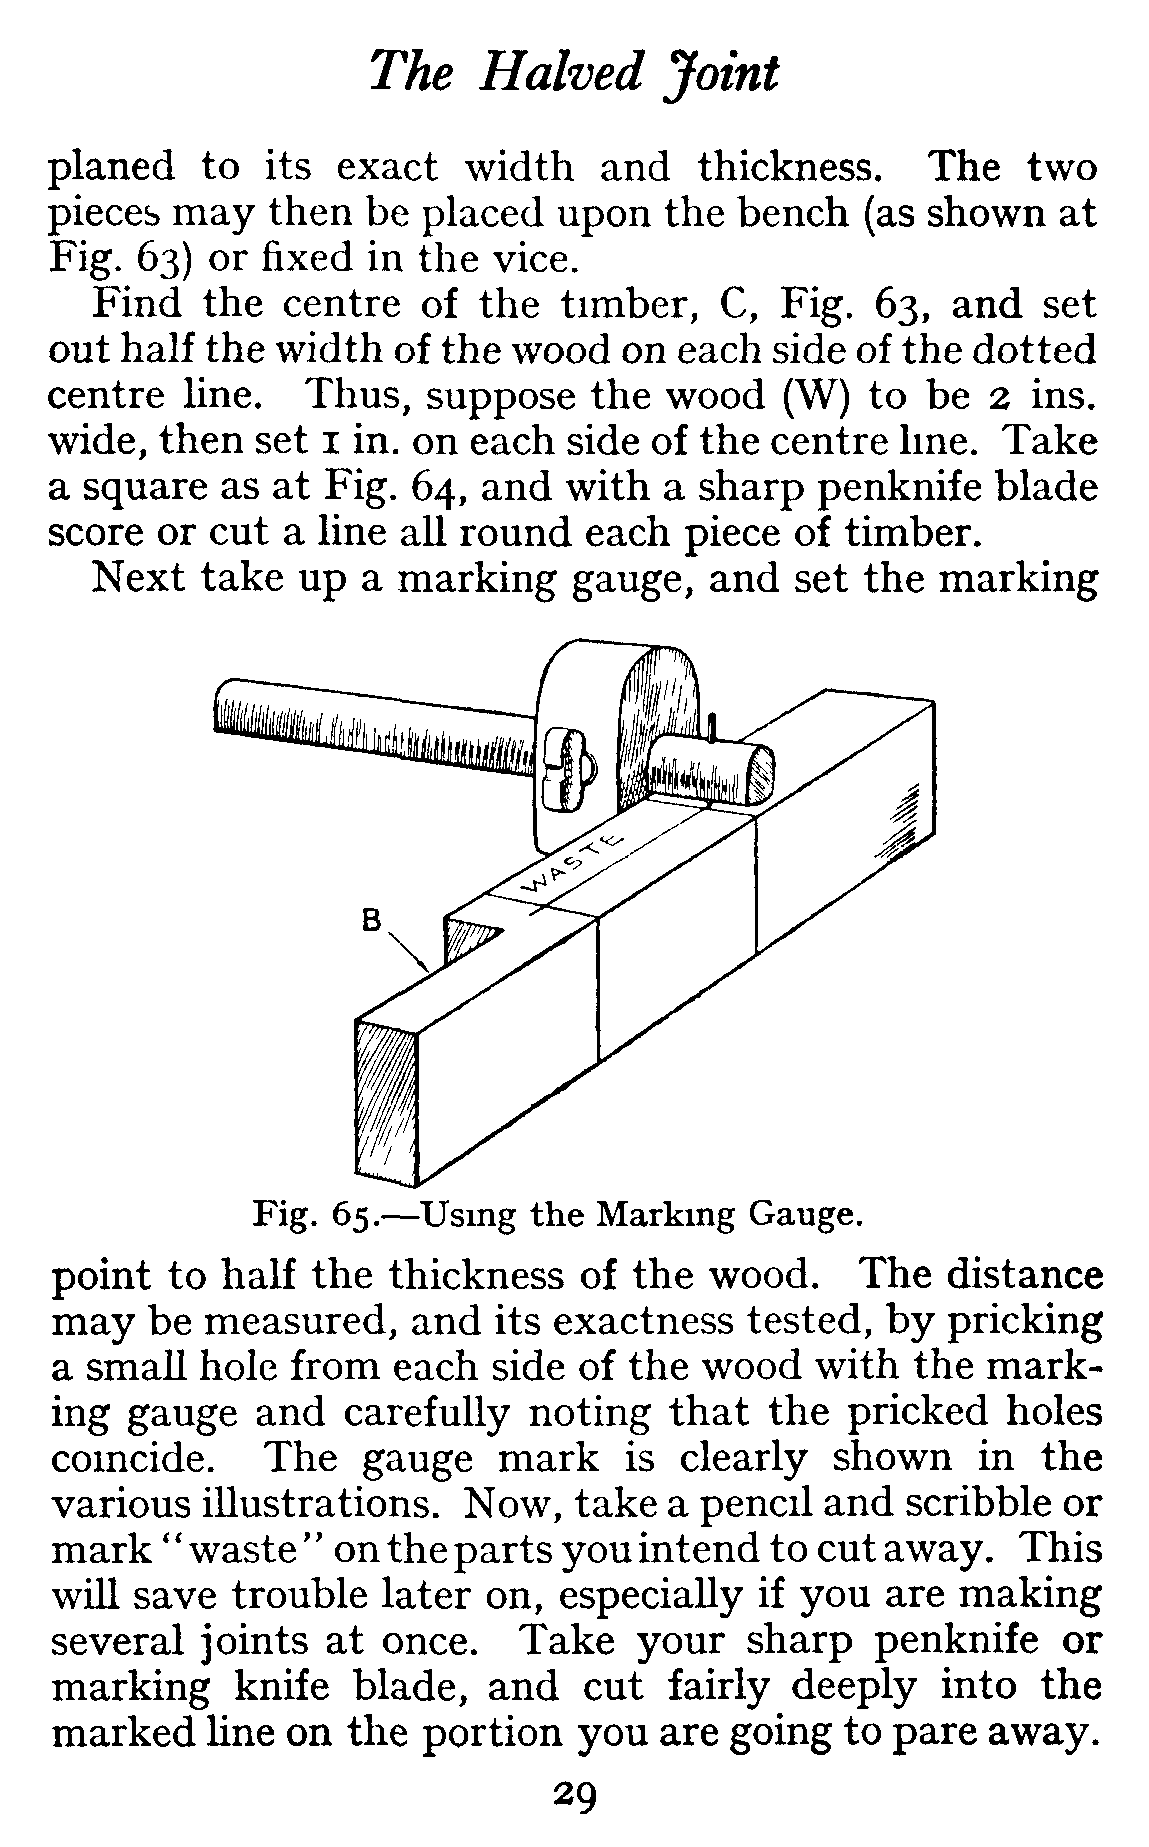 The Halved Joint
planed to its exact width and thickness. The two
pieces may then be placed upon the bench (as shown at
Fig. 63) or fixed in the vice.
Find the centre of the timber, C, Fig. 63, and set
out half the width of the wood on each side of the dotted
centre line. Thus, suppose the wood (W) to be 2 ins.
wide, then set 1 in. on each side of the centre line. Take
a square as at Fig. 64, and with a sharp penknife blade
score or cut a line all round each piece of timber.
Next take up a marking gauge, and set the marking
WASTE
B
Fig. 65.—Using the Marking Gauge.
point to half the thickness of the wood. The distance
may be measured, and its exactness tested, by pricking
a small hole from each side of the wood with the mark-
ing gauge and carefully noting that the pricked holes
coincide. The gauge mark is clearly shown in the
various illustrations. Now, take a pencil and scribble or
mark “waste” on the parts you intend to cut away. This
will save trouble later on, especially if you are making
several joints at once. Take your sharp penknife or
marking knife blade, and cut fairly deeply into the
marked line on the portion you are going to pare away.
29